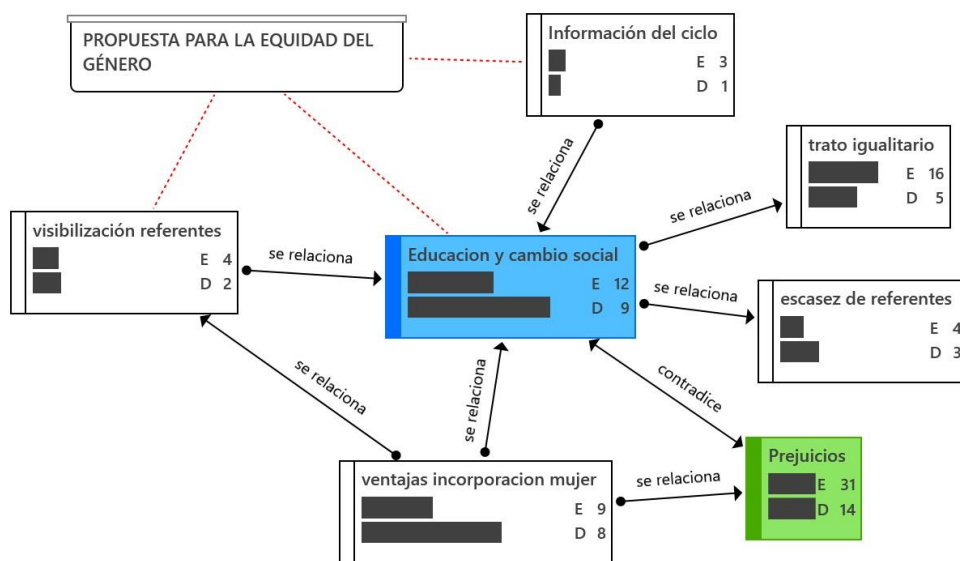 PROPUESTA PARA LA EQUIDAD DEL
GÉNERO
Información del ciclo
E 3
D 1
se relaciona
trato igualitario
E 16
D 5
se relaciona
visibilización referentes
E 4
D 2
se relaciona
Educacion y cambio social
E 12
D 9
se relaciona
escasez de referentes
E 4
D 3
se relaciona
se relaciona
contradice
ventajas incorporacion mujer
E 9
D 8
se relaciona
Prejuicios
E 31
D 14